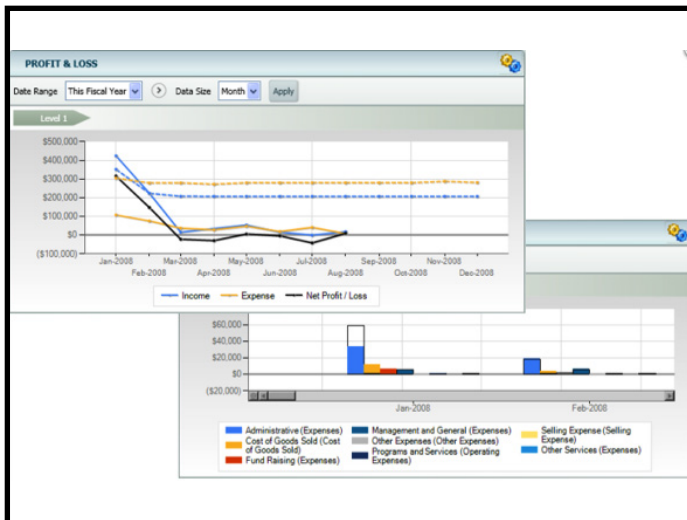 PROFIT & LOSS
Date Range This Fiscal Year Data Size Month Apply
Level 1
$500,000
$400,000
$300,000
$200,000
$100,000
$0
($100,000)
Jan-2008 Mar-2008 May-2008 Jul-2008 Sep-2008 Nov-2008
Feb-2008 Apr-2008 Jun-2008 Aug-2008 Oct-2008 Dec-2008
Income Expense Net Profit / Loss
$60,000
$40,000
$20,000
$0
($20,000)
Jan-2008 Feb-2008
Administrative (Expenses)
Cost of Goods Sold (Cost
of Goods Sold)
Fund Raising (Expenses)
Management and General (Expenses)
Other Expenses (Other Expenses)
Programs and Services (Operating
Expenses)
Selling Expense (Selling
Expense)
Other Services (Expenses)